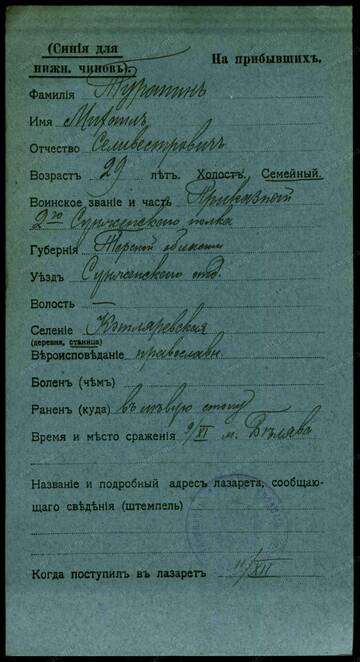 (Синія для нижн. чиновъ).
На прибывшихъ.
Фамилія Турапинъ
Имя Михаилъ
Отчество Селивестровичъ
Возрастъ 29 лѣтъ. Холостъ. Семейный.
Воинское званіе и часть Приказный
2го Сунженского полка
Губернія Терской области
Уѣздъ Сунженского отд.
Волость —
Селеніе Котляревская
(деревня, станица)
Вѣроисповѣданіе православн.
Боленъ (чѣмъ)
Раненъ (куда) въ лѣвую стопу
Время и мѣсто сраженія 9/XI м. Бѣлява
Названіе и подробный адресъ лазарета, сообщаю-
щаго свѣдѣнія (штемпель)
Когда поступилъ въ лазаретъ 11/XII